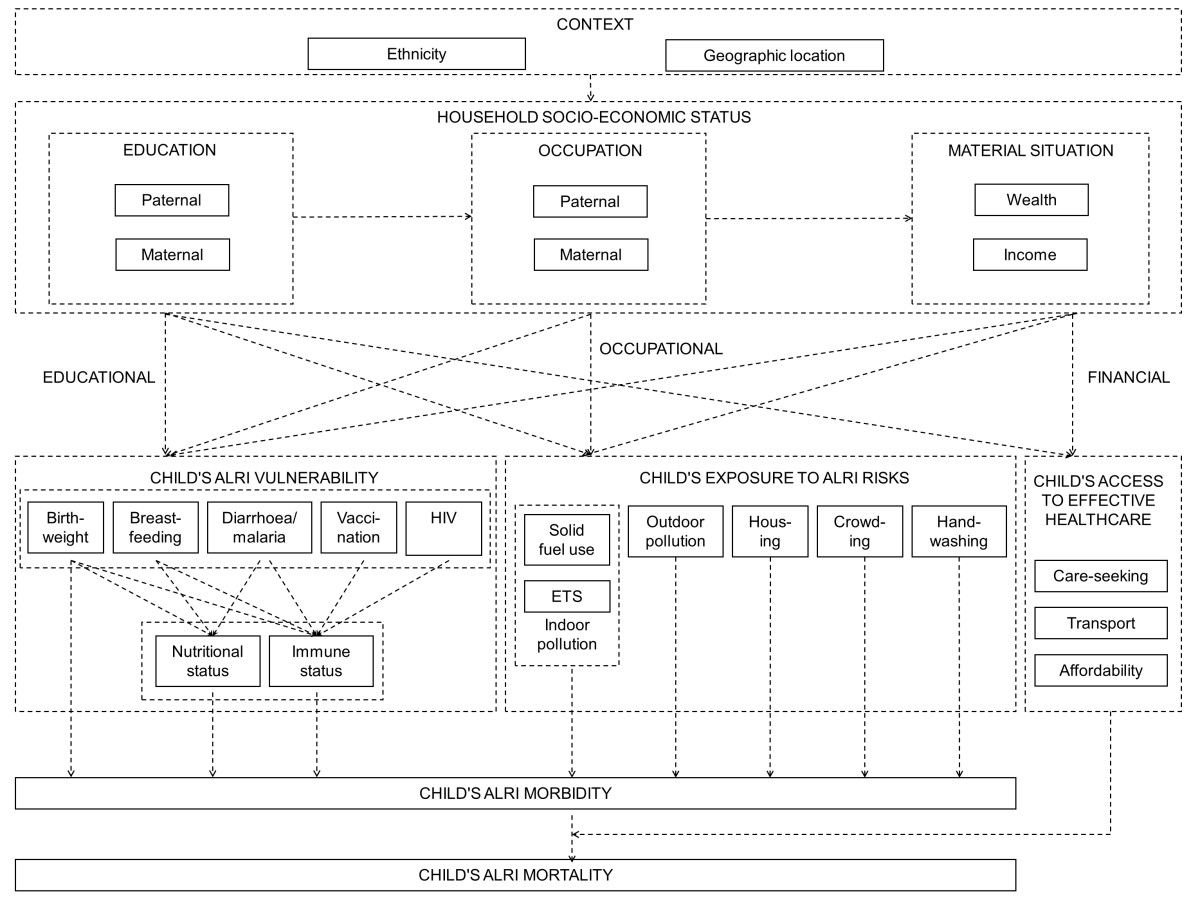 CONTEXT
Ethnicity
Geographic location
HOUSEHOLD SOCIO-ECONOMIC STATUS
EDUCATION
OCCUPATION
MATERIAL SITUATION
Paternal
Paternal
Wealth
Maternal
Maternal
Income
EDUCATIONAL
OCCUPATIONAL
FINANCIAL
CHILD'S ALRI VULNERABILITY
Birth-
weight
Breast-
feeding
Diarrhoea/
malaria
Vacci-
nation
HIV
Nutritional
status
Immune
status
CHILD'S EXPOSURE TO ALRI RISKS
Solid
fuel use
ETS
Indoor
pollution
Outdoor
pollution
Hous-
ing
Crowd-
ing
Hand-
washing
CHILD'S ACCESS
TO EFFECTIVE
HEALTHCARE
Care-seeking
Transport
Affordability
CHILD'S ALRI MORBIDITY
CHILD'S ALRI MORTALITY